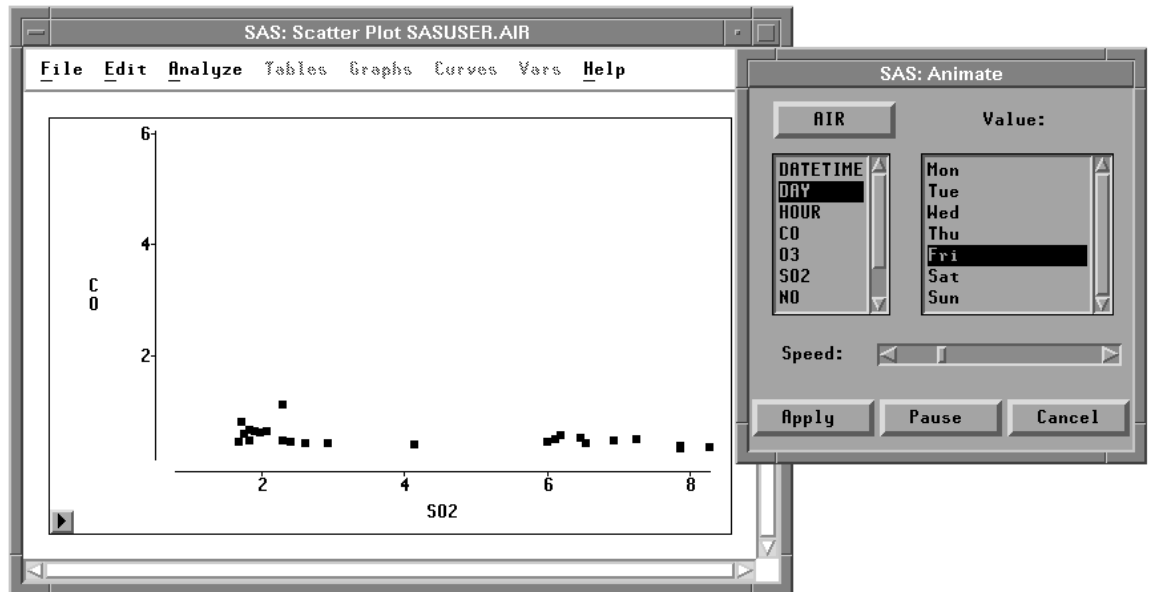 SAS: Scatter Plot SASUSER.AIR
File Edit Analyze Tables Graphs Curves Vars Help
6
4
2
CO
2 4 6 8
SO2
SAS: Animate
AIR Value:
DATETIME
DAY
HOUR
CO
O3
SO2
NO
Mon
Tue
Wed
Thu
Fri
Sat
Sun
Speed:
Apply Pause Cancel